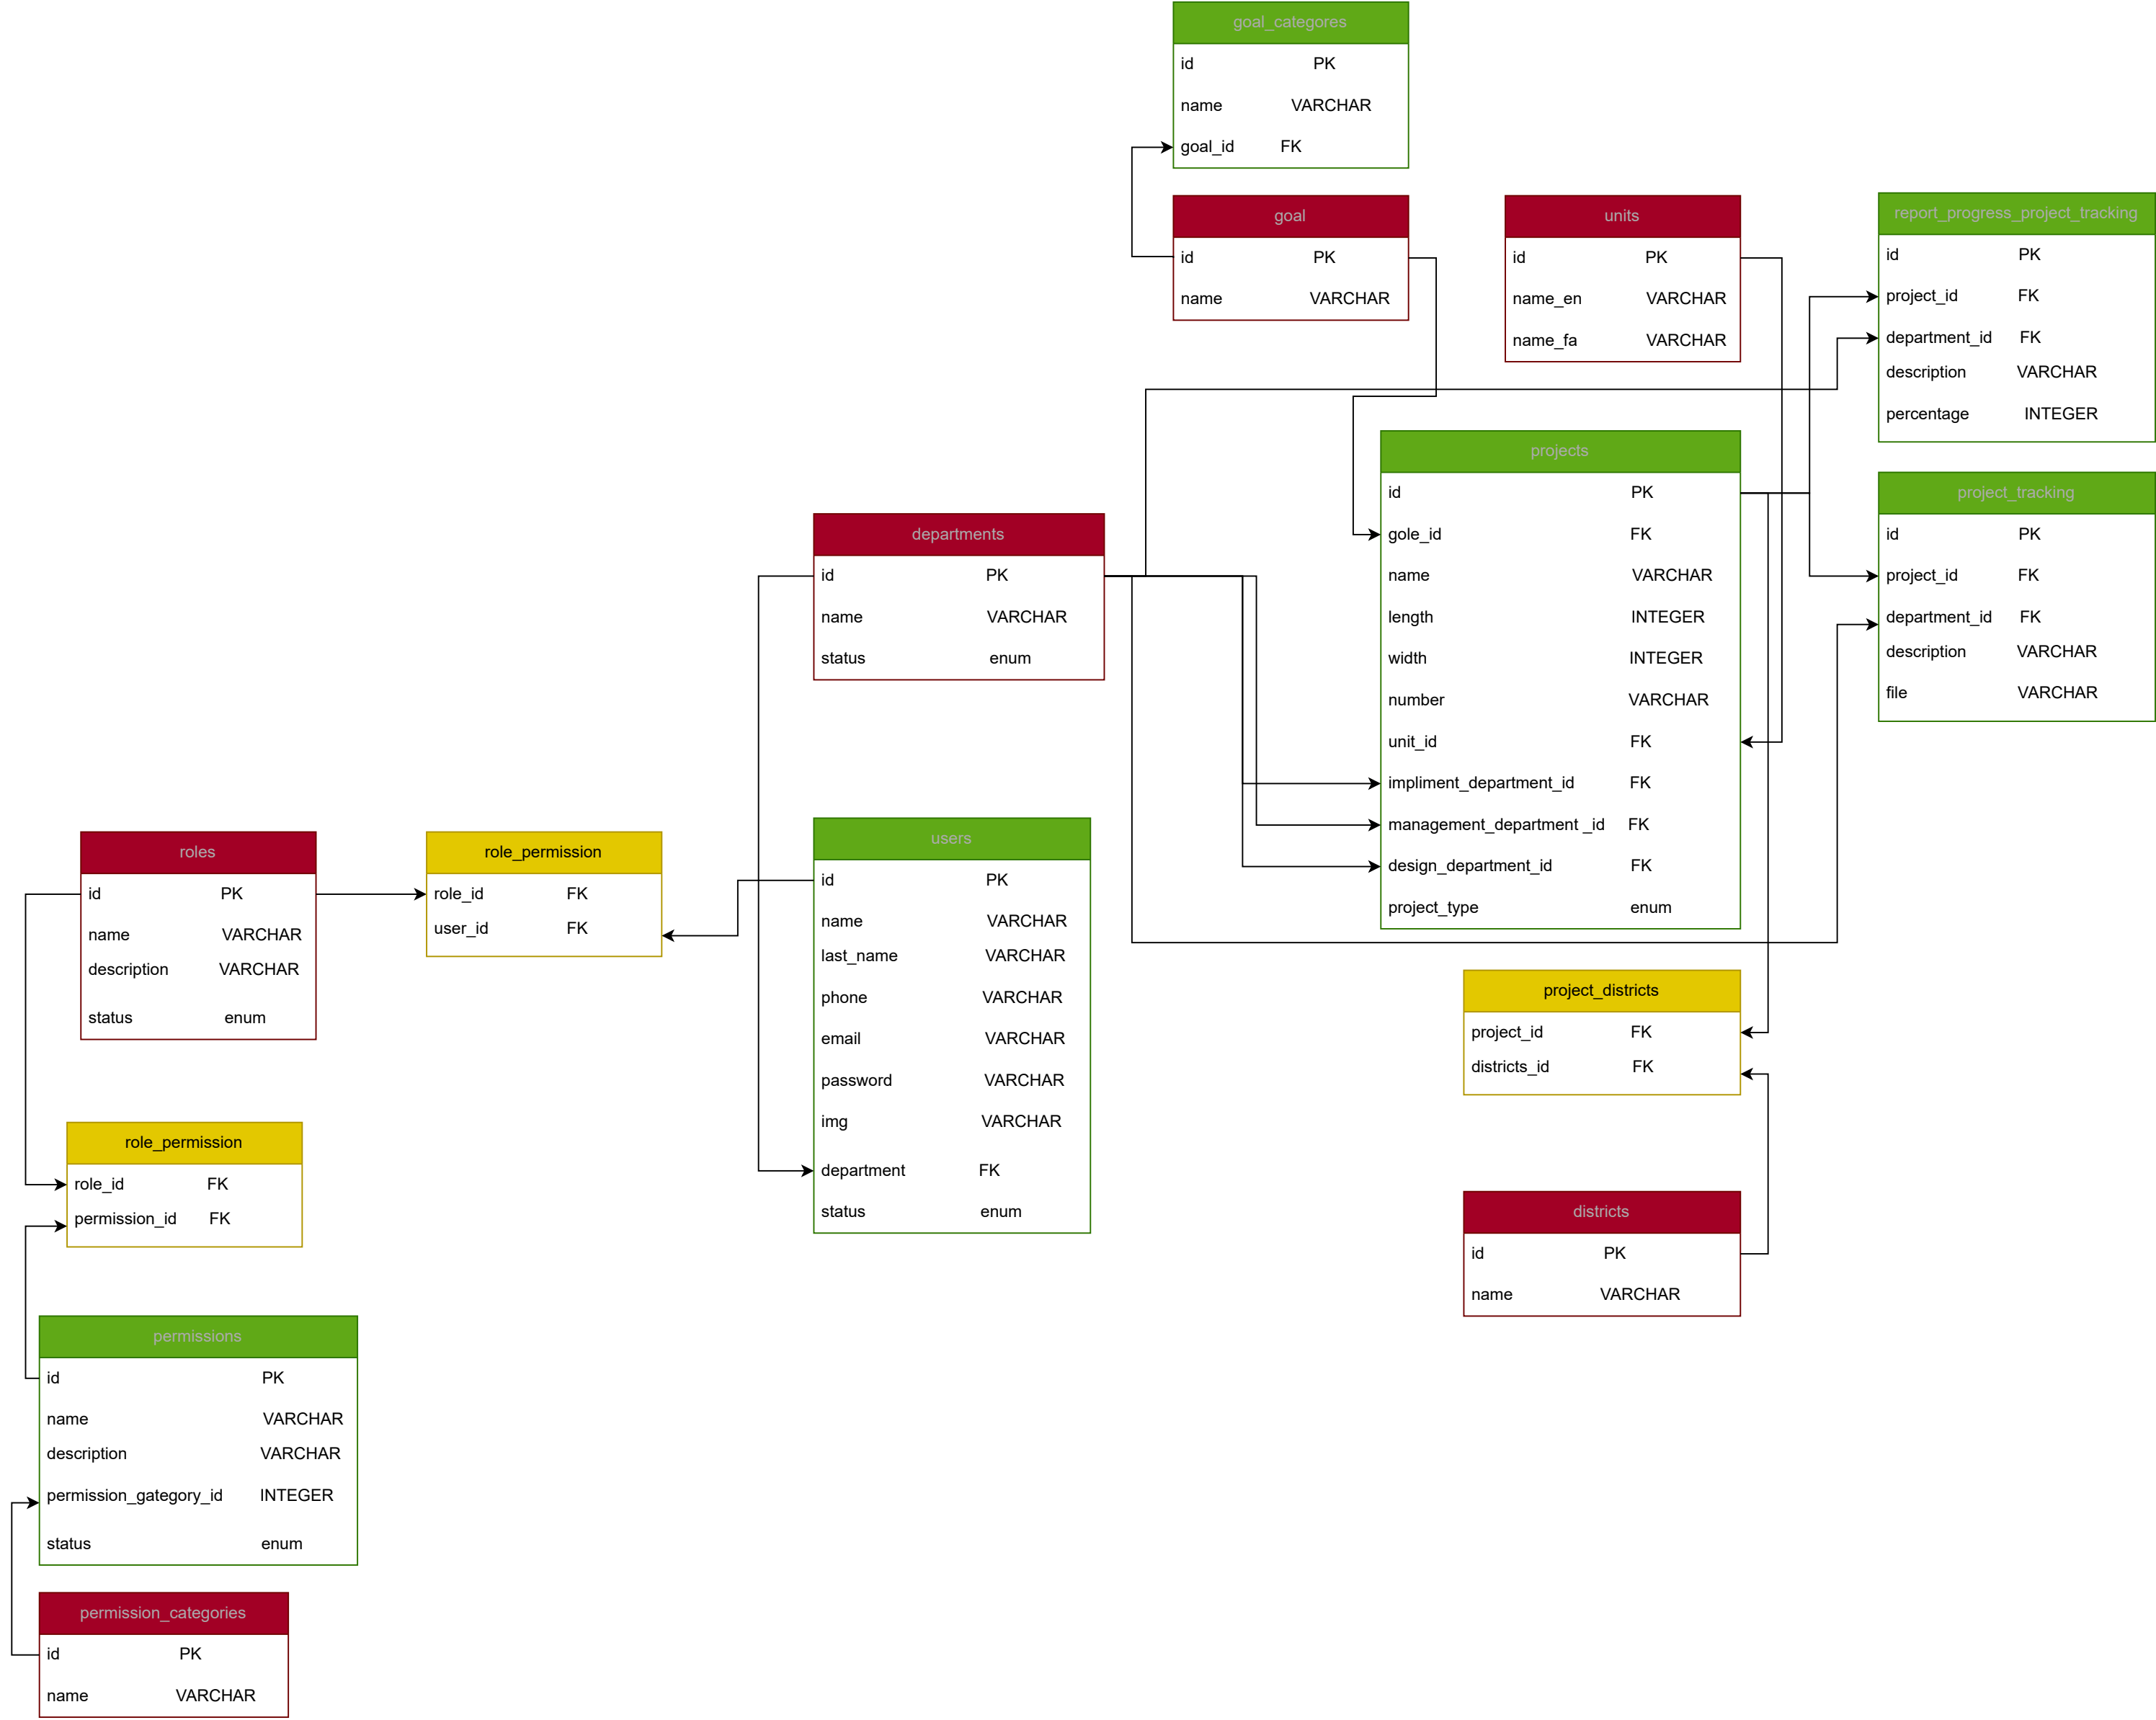 goal_categores
id PK
name VARCHAR
goal_id FK
goal
id PK
name VARCHAR
units
id PK
name_en VARCHAR
name_fa VARCHAR
report_progress_project_tracking
id PK
project_id FK
department_id FK
description VARCHAR
percentage INTEGER
projects
id PK
gole_id FK
name VARCHAR
length INTEGER
width INTEGER
number VARCHAR
unit_id FK
impliment_department_id FK
management_department _id FK
design_department_id FK
project_type enum
project_tracking
id PK
project_id FK
department_id FK
description VARCHAR
file VARCHAR
departments
id PK
name VARCHAR
status enum
roles
id PK
name VARCHAR
description VARCHAR
status enum
role_permission
role_id FK
user_id FK
users
id PK
name VARCHAR
last_name VARCHAR
phone VARCHAR
email VARCHAR
password VARCHAR
img VARCHAR
department FK
status enum
project_districts
project_id FK
districts_id FK
role_permission
role_id FK
permission_id FK
districts
id PK
name VARCHAR
permissions
id PK
name VARCHAR
description VARCHAR
permission_gategory_id INTEGER
status enum
permission_categories
id PK
name VARCHAR